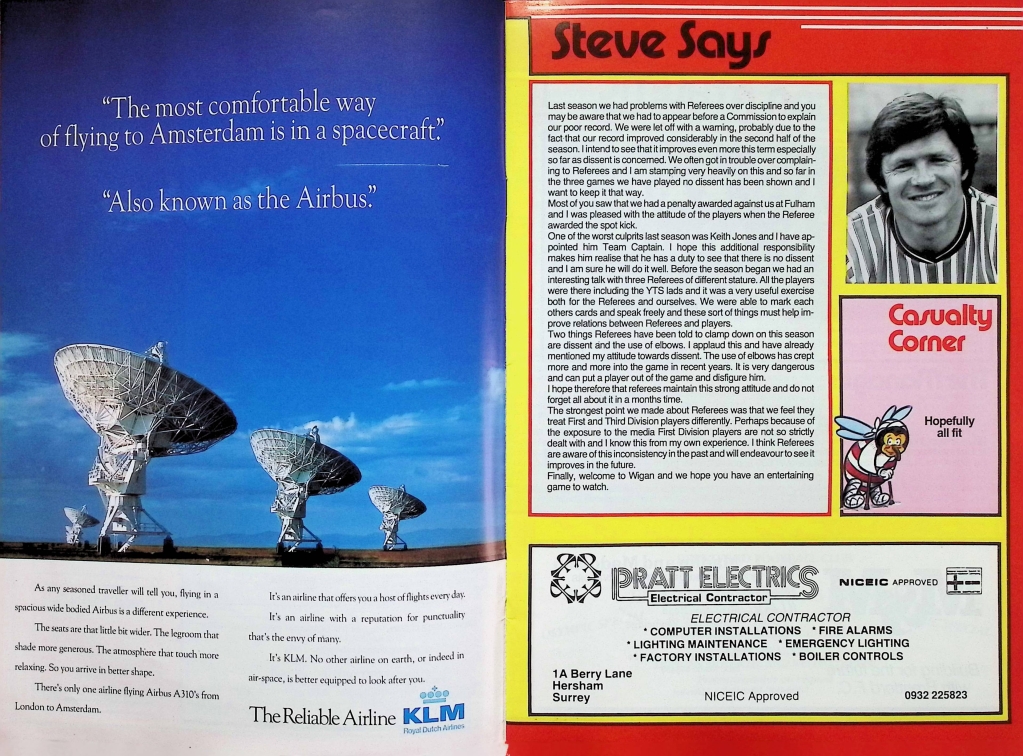 “The most comfortable way
of flying to Amsterdam is in a spacecraft.”
“Also known as the Airbus.”
As any seasoned traveller will tell you, flying in a
spacious wide bodied Airbus is a different experience.
The seats are that little bit wider. The legroom that
shade more generous. The atmosphere that touch more
relaxing. So you arrive in better shape.
There's only one airline flying Airbus A310's from
London to Amsterdam.
It's an airline that offers you a host of flights every day.
It's an airline with a reputation for punctuality
that's the envy of many.
It's KLM. No other airline on earth, or indeed in
air-space, is better equipped to look after you.
The Reliable Airline KLM
Royal Dutch Airlines
Steve Says
Last season we had problems with Referees over discipline and you
may be aware that we had to appear before a Commission to explain
our poor record. We were let off with a warning, probably due to the
fact that our record improved considerably in the second half of the
season. I intend to see that it improves even more this term especially
so far as dissent is concerned. We often got in trouble over complain-
ing to Referees and I am stamping very heavily on this and so far in
the three games we have played no dissent has been shown and I
want to keep it that way.
Most of you saw that we had a penalty awarded against us at Fulham
and I was pleased with the attitude of the players when the Referee
awarded the spot kick.
One of the worst culprits last season was Keith Jones and I have ap-
pointed him Team Captain. I hope this additional responsibility
makes him realise that he has a duty to see that there is no dissent
and I am sure he will do it well. Before the season began we had an
interesting talk with three Referees of different stature. All the players
were there including the YTS lads and it was a very useful exercise
both for the Referees and ourselves. We were able to mark each
others cards and speak freely and these sort of things must help im-
prove relations between Referees and players.
Two things Referees have been told to clamp down on this season
are dissent and the use of elbows. I applaud this and have already
mentioned my attitude towards dissent. The use of elbows has crept
more and more into the game in recent years. It is very dangerous
and can put a player out of the game and disfigure him.
I hope therefore that referees maintain this strong attitude and do not
forget all about it in a months time.
The strongest point we made about Referees was that we feel they
treat First and Third Division players differently. Perhaps because of
the exposure to the media First Division players are not so strictly
dealt with and I know this from my own experience. I think Referees
are aware of this inconsistency in the past and will endeavour to see it
improves in the future.
Finally, welcome to Wigan and we hope you have an entertaining
game to watch.
Casualty
Corner
Hopefully
all fit
PRATT ELECTRICS
Electrical Contractor
NICEIC APPROVED
ELECTRICAL CONTRACTOR
* COMPUTER INSTALLATIONS * FIRE ALARMS
* LIGHTING MAINTENANCE * EMERGENCY LIGHTING
* FACTORY INSTALLATIONS * BOILER CONTROLS
1A Berry Lane
Hersham
Surrey
NICEIC Approved
0932 225823